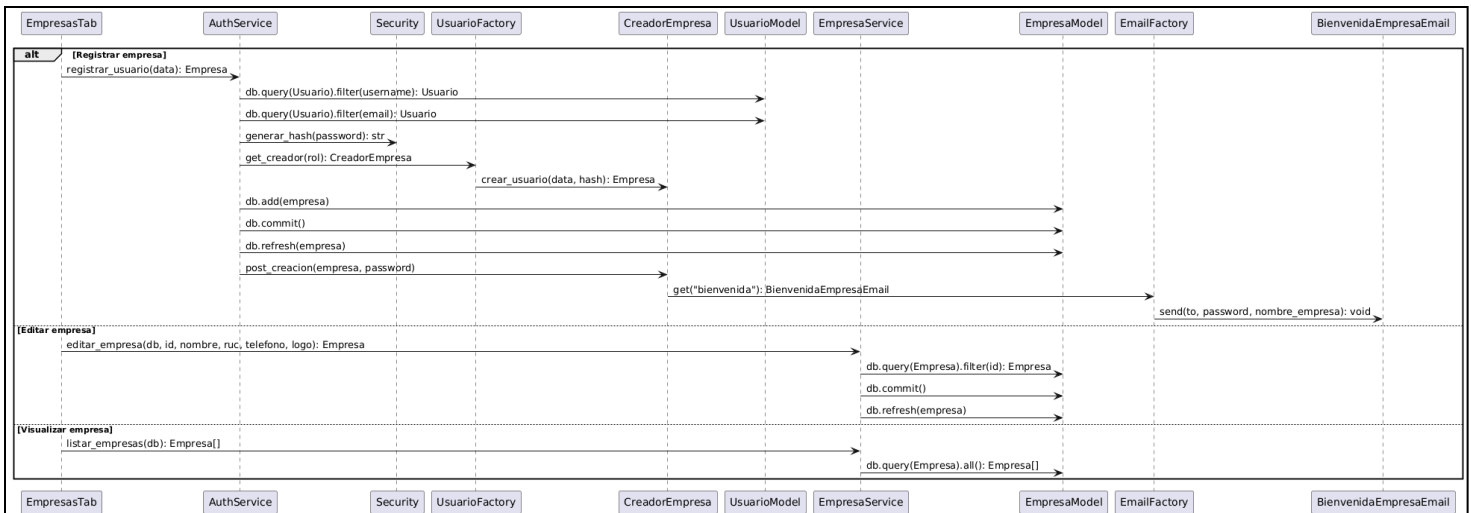 EmpresasTab AuthService Security UsuarioFactory CreadorEmpresa UsuarioModel EmpresaService EmpresaModel EmailFactory BienvenidaEmpresaEmail
alt [Registrar empresa]
registrar_usuario(data): Empresa
db.query(Usuario).filter(username): Usuario
db.query(Usuario).filter(email): Usuario
generar_hash(password): str
get_creador(rol): CreadorEmpresa
crear_usuario(data, hash): Empresa
db.add(empresa)
db.commit()
db.refresh(empresa)
post_creacion(empresa, password)
get("bienvenida"): BienvenidaEmpresaEmail
send(to, password, nombre_empresa): void
[Editar empresa]
editar_empresa(db, id, nombre, ruc, telefono, logo): Empresa
db.query(Empresa).filter(id): Empresa
db.commit()
db.refresh(empresa)
[Visualizar empresa]
listar_empresas(db): Empresa[]
db.query(Empresa).all(): Empresa[]
EmpresasTab AuthService Security UsuarioFactory CreadorEmpresa UsuarioModel EmpresaService EmpresaModel EmailFactory BienvenidaEmpresaEmail